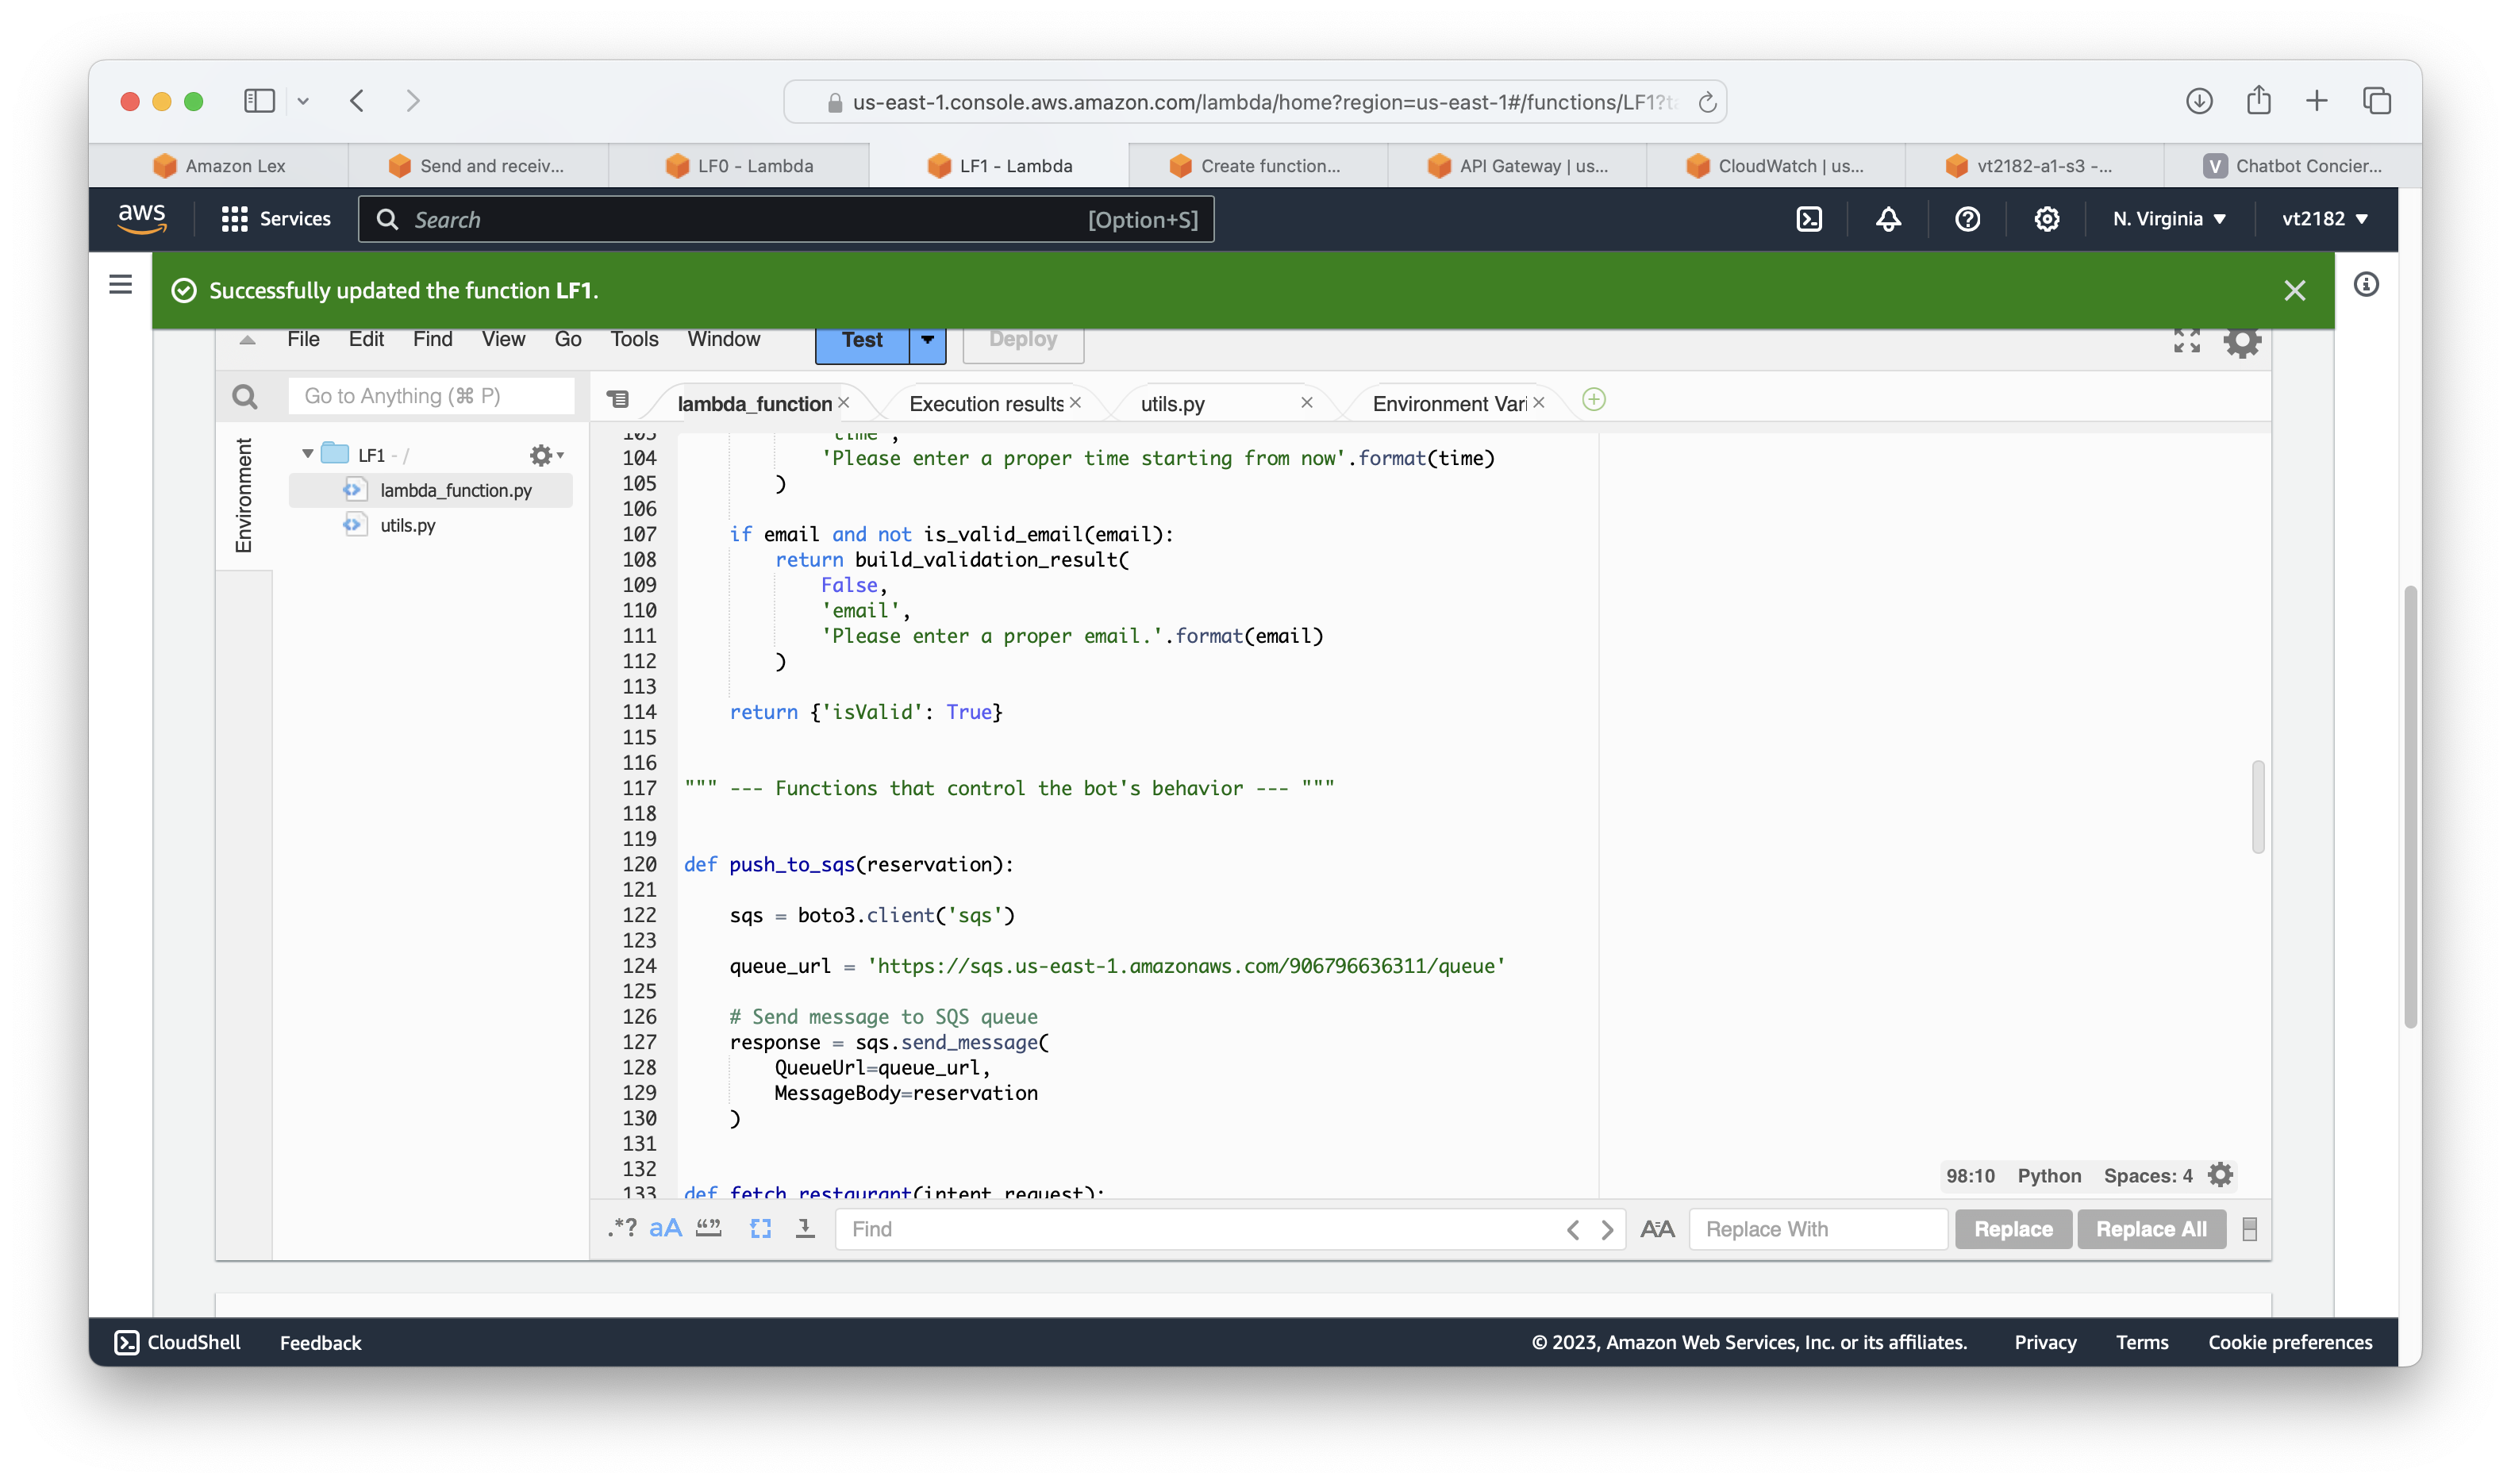 us-east-1.console.aws.amazon.com/lambda/home?region=us-east-1#/functions/LF1?t
Amazon Lex
Send and receiv...
LF0 - Lambda
LF1 - Lambda
Create function...
API Gateway | us...
CloudWatch | us...
vt2182-a1-s3 -...
V Chatbot Concier...
aws
Services
Search [Option+S]
N. Virginia
vt2182
Successfully updated the function LF1.
File Edit Find View Go Tools Window
Test
Deploy
Go to Anything (⌘ P)
lambda_function
Execution results
utils.py
Environment Vari
Environment
LF1 - /
lambda_function.py
utils.py
103 'time',
104 'Please enter a proper time starting from now'.format(time)
105 )
106
107 if email and not is_valid_email(email):
108 return build_validation_result(
109 False,
110 'email',
111 'Please enter a proper email.'.format(email)
112 )
113
114 return {'isValid': True}
115
116
117 """ --- Functions that control the bot's behavior --- """
118
119
120 def push_to_sqs(reservation):
121
122 sqs = boto3.client('sqs')
123
124 queue_url = 'https://sqs.us-east-1.amazonaws.com/906796636311/queue'
125
126 # Send message to SQS queue
127 response = sqs.send_message(
128 QueueUrl=queue_url,
129 MessageBody=reservation
130 )
131
132
133 def fetch_restaurant(intent_request):
98:10 Python Spaces: 4
.*? aA “” Find AA Replace With Replace Replace All
CloudShell Feedback © 2023, Amazon Web Services, Inc. or its affiliates. Privacy Terms Cookie preferences